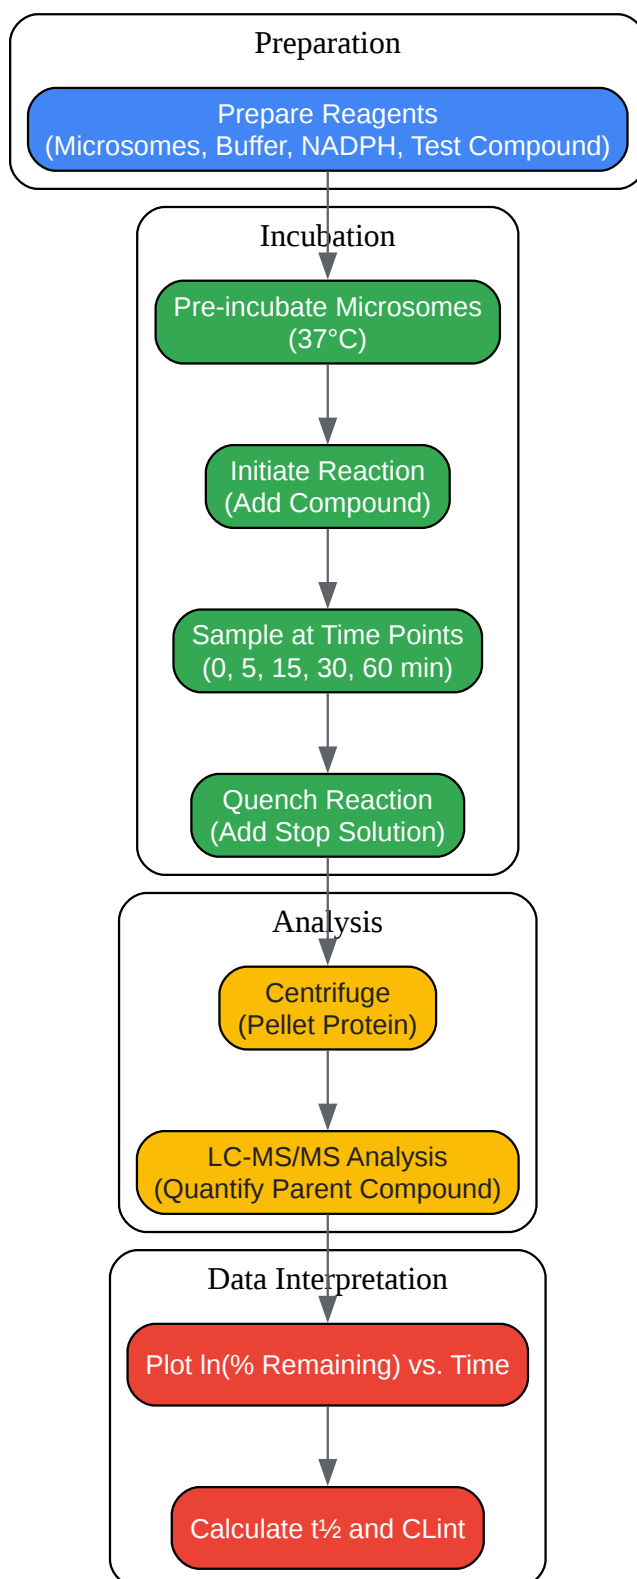 Preparation
Prepare Reagents
(Microsomes, Buffer, NADPH, Test Compound)
Incubation
Pre-incubate Microsomes
(37°C)
Initiate Reaction
(Add Compound)
Sample at Time Points
(0, 5, 15, 30, 60 min)
Quench Reaction
(Add Stop Solution)
Analysis
Centrifuge
(Pellet Protein)
LC-MS/MS Analysis
(Quantify Parent Compound)
Data Interpretation
Plot ln(% Remaining) vs. Time
Calculate t½ and CLint